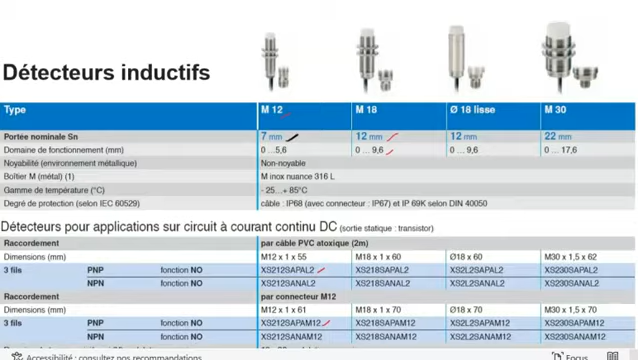 Détecteurs inductifs
Type M 12 M 18 Ø 18 lisse M 30
Portée nominale Sn 7 mm 12 mm 12 mm 22 mm
Domaine de fonctionnement (mm) 0 ...5,6 0 ... 9,6 0 ... 9,6 0 ... 17,6
Noyabilité (environnement métallique) Non-noyable
Boîtier M (métal) (1) M inox nuance 316 L
Gamme de température (°C) - 25...+ 85°C
Degré de protection (selon IEC 60529) câble : IP68 (avec connecteur : IP67) et IP 69K selon DIN 40050
Détecteurs pour applications sur circuit à courant continu DC (sortie statique : transistor)
Raccordement par câble PVC atoxique (2m)
Dimensions (mm) M12 x 1 x 55 M18 x 1 x 60 Ø18 x 60 M30 x 1,5 x 62
3 fils PNP fonction NO XS212SAPAL2 XS218SAPAL2 XS2L2SAPAL2 XS230SAPAL2
NPN fonction NO XS212SANAL2 XS218SANAL2 XS2L2SANAL2 XS230SANAL2
Raccordement par connecteur M12
Dimensions (mm) M12 x 1 x 61 M18 x 1 x 70 Ø18 x 70 M30 x 1,5 x 70
3 fils PNP fonction NO XS212SAPAM12 XS218SAPAM12 XS2L2SAPAM12 XS230SAPAM12
NPN fonction NO XS212SANAM12 XS218SANAM12 XS2L2SANAM12 XS230SANAM12
Accessibilité : consultez nos recommandations Focus